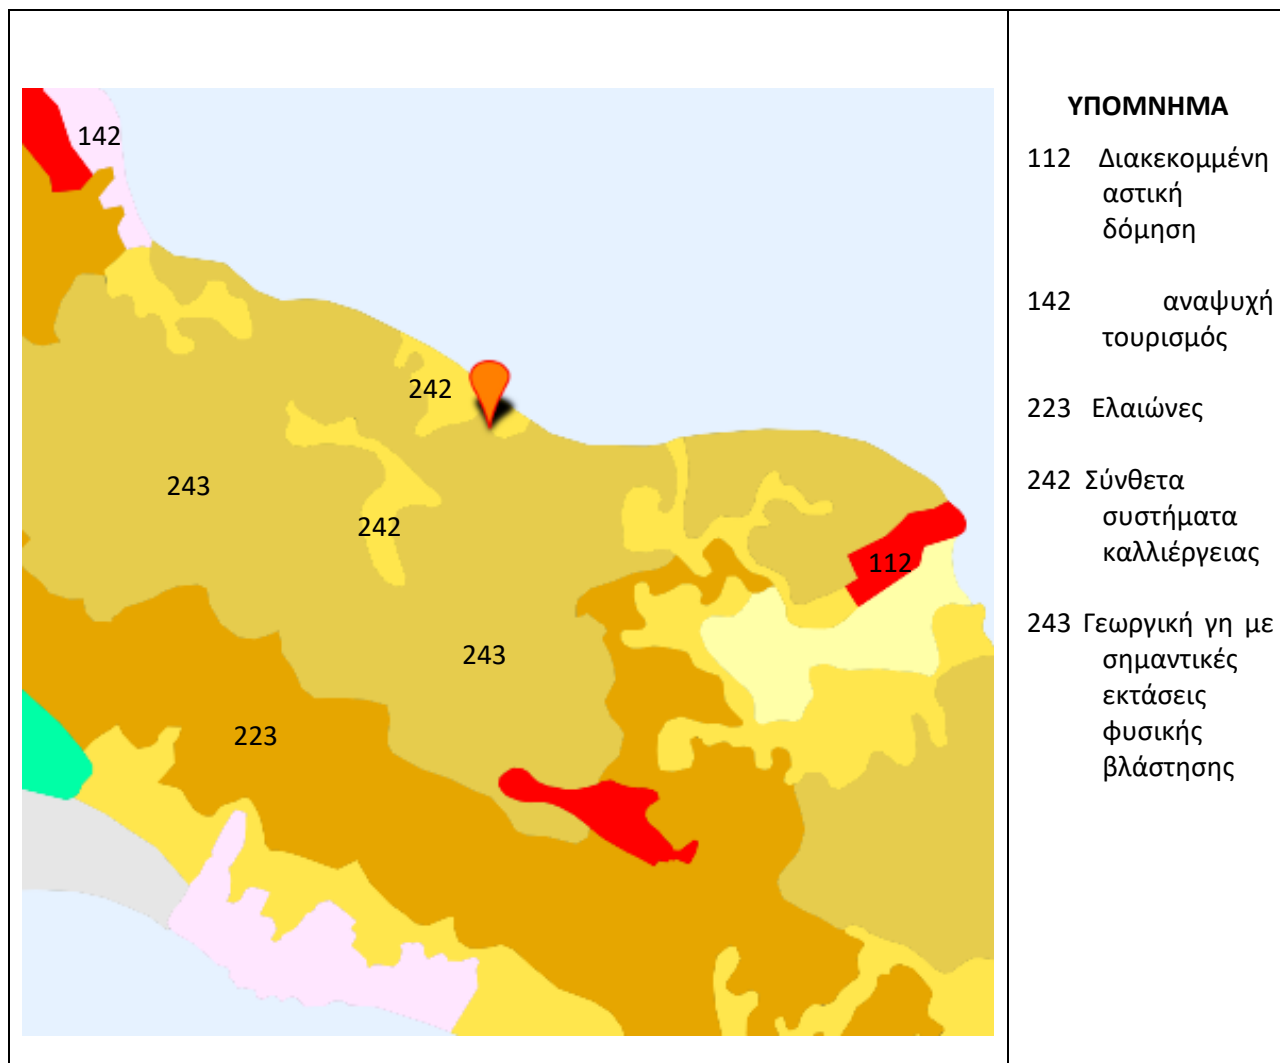 142
242
243
242
112
243
223
ΥΠΟΜΝΗΜΑ
112 Διακεκομμένη
αστική
δόμηση
142 αναψυχή
τουρισμός
223 Ελαιώνες
242 Σύνθετα
συστήματα
καλλιέργειας
243 Γεωργική γη με
σημαντικές
εκτάσεις
φυσικής
βλάστησης